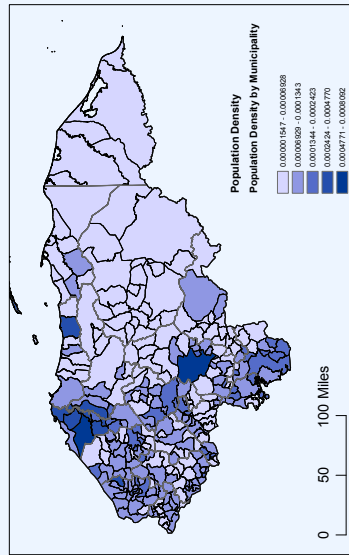 Population Density
Population Density by Municipality
0.000001547 - 0.00006928
0.00006929 - 0.0001343
0.0001344 - 0.0002423
0.0002424 - 0.0004770
0.0004771 - 0.0008092
0 50 100 Miles